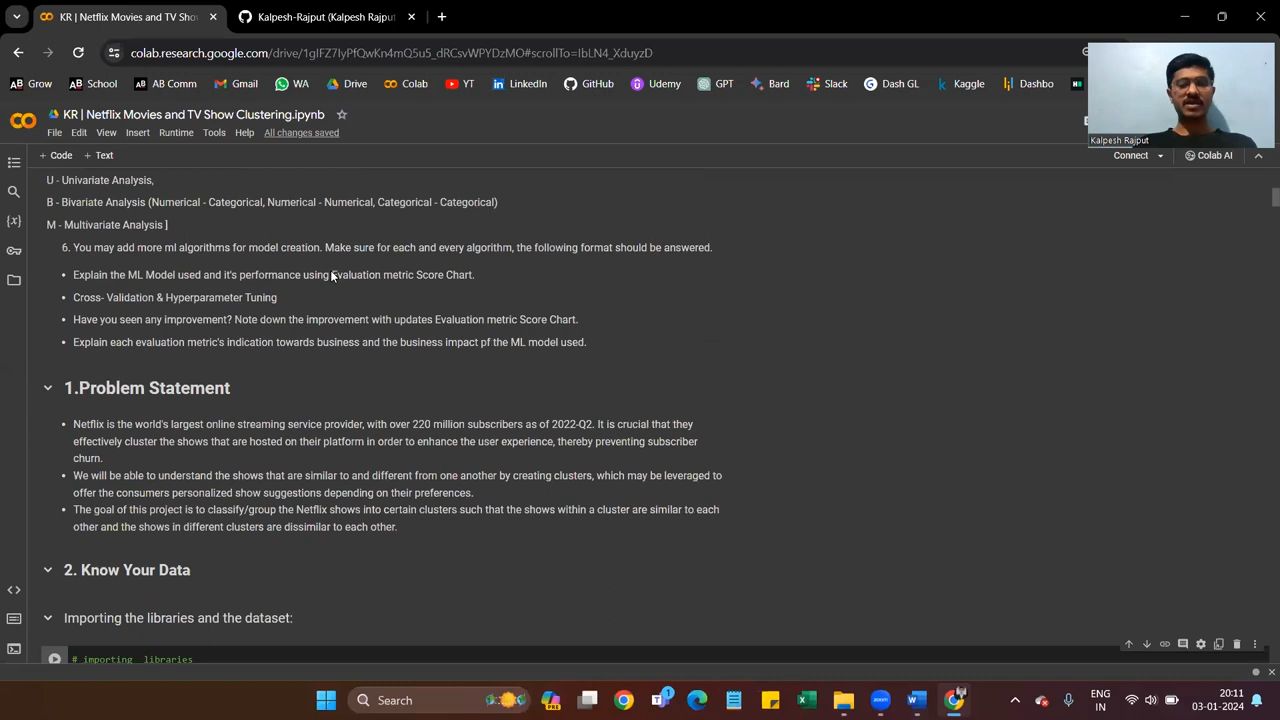 KR | Netflix Movies and TV Sho
Kalpesh-Rajput (Kalpesh Rajput
colab.research.google.com/drive/1gIFZ7IyPfQwKn4mQ5u5_dRCsvWPYDzMO#scrollTo=IbLN4_XduyzD
Grow School AB Comm Gmail WA Drive Colab YT LinkedIn GitHub Udemy GPT Bard Slack Dash GL Kaggle Dashbo
KR | Netflix Movies and TV Show Clustering.ipynb
File Edit View Insert Runtime Tools Help All changes saved
Kalpesh Rajput
+ Code + Text Connect Colab AI
U - Univariate Analysis,
B - Bivariate Analysis (Numerical - Categorical, Numerical - Numerical, Categorical - Categorical)
M - Multivariate Analysis ]
6. You may add more ml algorithms for model creation. Make sure for each and every algorithm, the following format should be answered.
• Explain the ML Model used and it's performance using Evaluation metric Score Chart.
• Cross- Validation & Hyperparameter Tuning
• Have you seen any improvement? Note down the improvement with updates Evaluation metric Score Chart.
• Explain each evaluation metric's indication towards business and the business impact pf the ML model used.
1.Problem Statement
• Netflix is the world's largest online streaming service provider, with over 220 million subscribers as of 2022-Q2. It is crucial that they
effectively cluster the shows that are hosted on their platform in order to enhance the user experience, thereby preventing subscriber
churn.
• We will be able to understand the shows that are similar to and different from one another by creating clusters, which may be leveraged to
offer the consumers personalized show suggestions depending on their preferences.
• The goal of this project is to classify/group the Netflix shows into certain clusters such that the shows within a cluster are similar to each
other and the shows in different clusters are dissimilar to each other.
2. Know Your Data
Importing the libraries and the dataset:
# importing libraries
Search
ENG
IN
20:11
03-01-2024